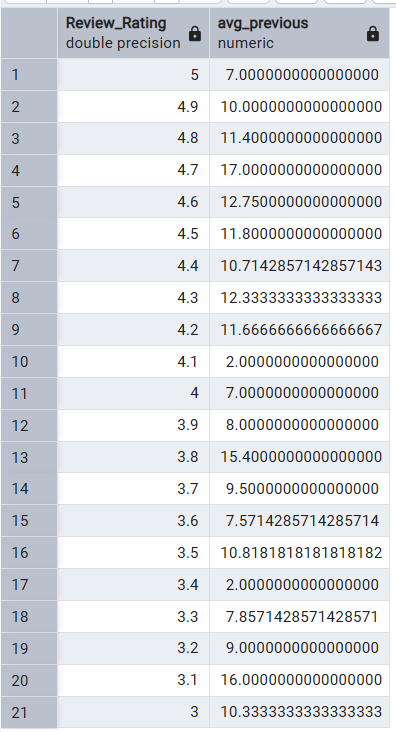 Review_Rating avg_previous
double precision numeric
1 5 7.0000000000000000
2 4.9 10.0000000000000000
3 4.8 11.4000000000000000
4 4.7 17.0000000000000000
5 4.6 12.7500000000000000
6 4.5 11.8000000000000000
7 4.4 10.7142857142857143
8 4.3 12.3333333333333333
9 4.2 11.6666666666666667
10 4.1 2.0000000000000000
11 4 7.0000000000000000
12 3.9 8.0000000000000000
13 3.8 15.4000000000000000
14 3.7 9.5000000000000000
15 3.6 7.5714285714285714
16 3.5 10.8181818181818182
17 3.4 2.0000000000000000
18 3.3 7.8571428571428571
19 3.2 9.0000000000000000
20 3.1 16.0000000000000000
21 3 10.3333333333333333